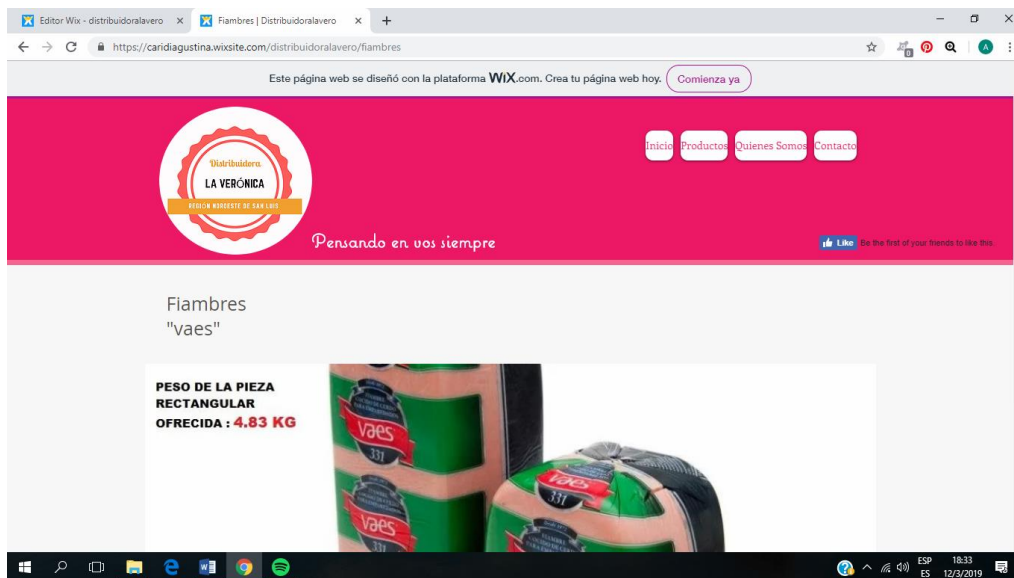 Editor Wix - distribuidoralavero
Fiambres | Distribuidoralavero
https://caridiagustina.wixsite.com/distribuidoralavero/fiambres
0
A
Este página web se diseñó con la plataforma WiX.com. Crea tu página web hoy. Comienza ya
Distribuidora
LA VERÓNICA
REGIÓN NOROESTE DE SAN LUIS
Inicio Productos Quienes Somos Contacto
Pensando en vos siempre
Like Be the first of your friends to like this
Fiambres
"vaes"
PESO DE LA PIEZA
RECTANGULAR
OFRECIDA : 4.83 KG
vaes
331
vaes
331
vaes
331
ESP
ES
18:33
12/3/2019